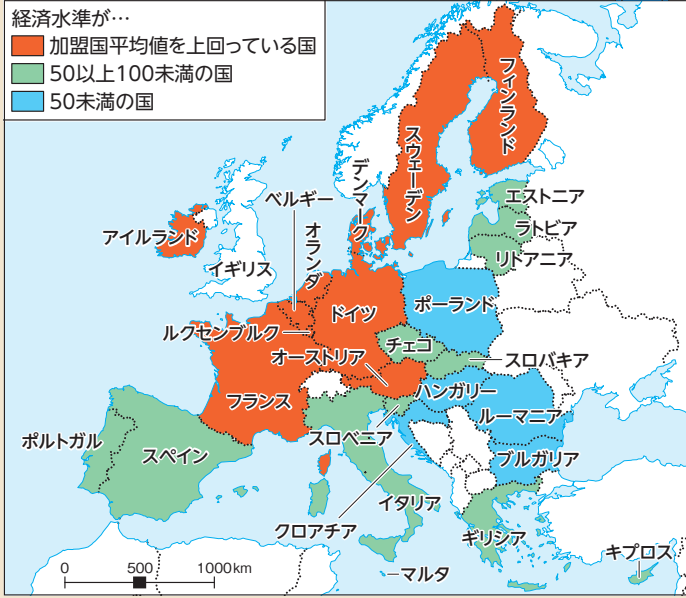 経済水準が…
加盟国平均値を上回っている国
50以上100未満の国
50未満の国
フィンランド
スウェーデン
デンマーク
エストニア
ラトビア
リトアニア
ベルギー
オランダ
アイルランド
イギリス
ドイツ
ポーランド
ルクセンブルク
チェコ
オーストリア
スロバキア
フランス
ハンガリー
ルーマニア
スロベニア
ポルトガル
スペイン
ブルガリア
イタリア
クロアチア
ギリシア
キプロス
マルタ
0 500 1000km